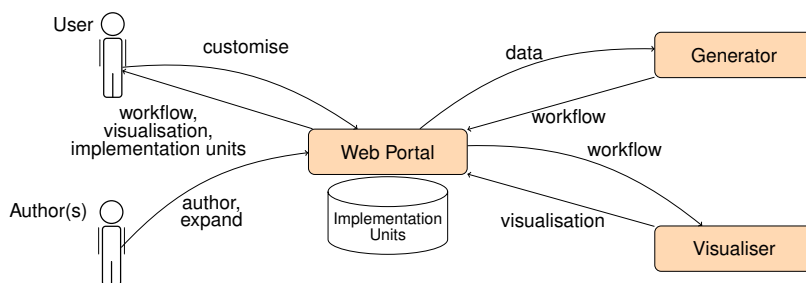 User
customise
data
Generator
workflow,
visualisation,
implementation units
workflow
Web Portal
workflow
Author(s)
author,
expand
Implementation
Units
visualisation
Visualiser